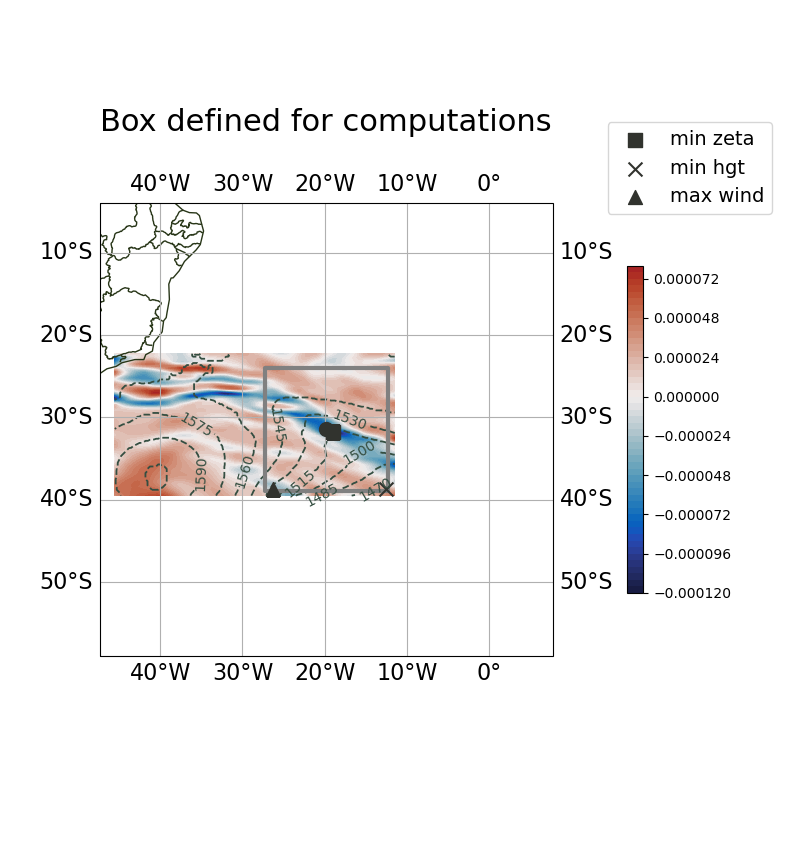 Box defined for computations
min zeta
min hgt
max wind
40°W 30°W 20°W 10°W 0°
10°S 10°S
20°S 20°S
30°S 30°S
40°S 40°S
50°S 50°S
40°W 30°W 20°W 10°W 0°
1575
1590
1560
1545
1530
1500
1515
1485
0.000072
0.000048
0.000024
0.000000
−0.000024
−0.000048
−0.000072
−0.000096
−0.000120